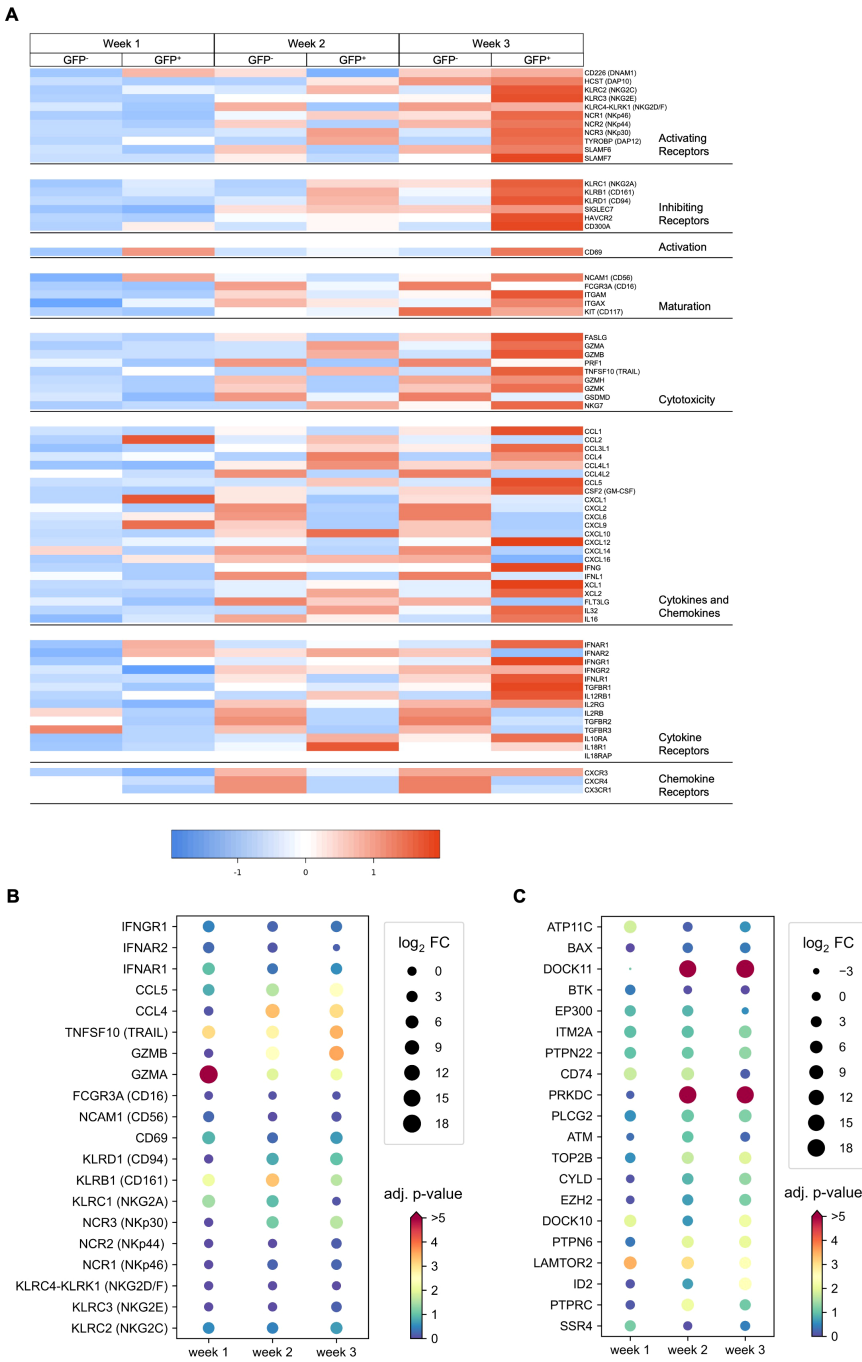 A
Week 1 Week 2 Week 3
GFP- GFP+ GFP- GFP+ GFP- GFP+
CD226 (DNAM1)
HCST (DAP10)
KLRC2 (NKG2C)
KLRC3 (NKG2E)
KLRC4-KLRK1 (NKG2D/F)
NCR1 (NKp46)
NCR2 (NKp44)
NCR3 (NKp30)
TYROBP (DAP12)
SLAMF6
SLAMF7
Activating
Receptors
KLRC1 (NKG2A)
KLRB1 (CD161)
KLRD1 (CD94)
SIGLEC7
HAVCR2
CD300A
Inhibiting
Receptors
Activation
CD69
NCAM1 (CD56)
FCGR3A (CD16)
ITGAM
ITGAX
KIT (CD117)
Maturation
FASLG
GZMA
GZMB
PRF1
TNFSF10 (TRAIL)
GZMH
GZMK
GSDMD
NKG7
Cytotoxicity
CCL1
CCL2
CCL3L1
CCL4
CCL4L1
CCL4L2
CCL5
CSF2 (GM-CSF)
CXCL1
CXCL2
CXCL6
CXCL9
CXCL10
CXCL12
CXCL14
CXCL16
IFNG
IFNL1
XCL1
XCL2
FLT3LG
IL32
IL16
Cytokines and
Chemokines
IFNAR1
IFNAR2
IFNGR1
IFNGR2
IFNLR1
TGFBR1
IL12RB1
IL2RG
IL2RB
TGFBR2
TGFBR3
IL10RA
IL18R1
IL18RAP
Cytokine
Receptors
CXCR3
CXCR4
CX3CR1
Chemokine
Receptors
-1 0 1
B
IFNGR1
IFNAR2
IFNAR1
CCL5
CCL4
TNFSF10 (TRAIL)
GZMB
GZMA
FCGR3A (CD16)
NCAM1 (CD56)
CD69
KLRD1 (CD94)
KLRB1 (CD161)
KLRC1 (NKG2A)
NCR3 (NKp30)
NCR2 (NKp44)
NCR1 (NKp46)
KLRC4-KLRK1 (NKG2D/F)
KLRC3 (NKG2E)
KLRC2 (NKG2C)
week 1 week 2 week 3
log2 FC
0
3
6
9
12
15
18
adj. p-value
>5
4
3
2
1
0
C
ATP11C
BAX
DOCK11
BTK
EP300
ITM2A
PTPN22
CD74
PRKDC
PLCG2
ATM
TOP2B
CYLD
EZH2
DOCK10
PTPN6
LAMTOR2
ID2
PTPRC
SSR4
week 1 week 2 week 3
log2 FC
−3
0
3
6
9
12
15
18
adj. p-value
>5
4
3
2
1
0